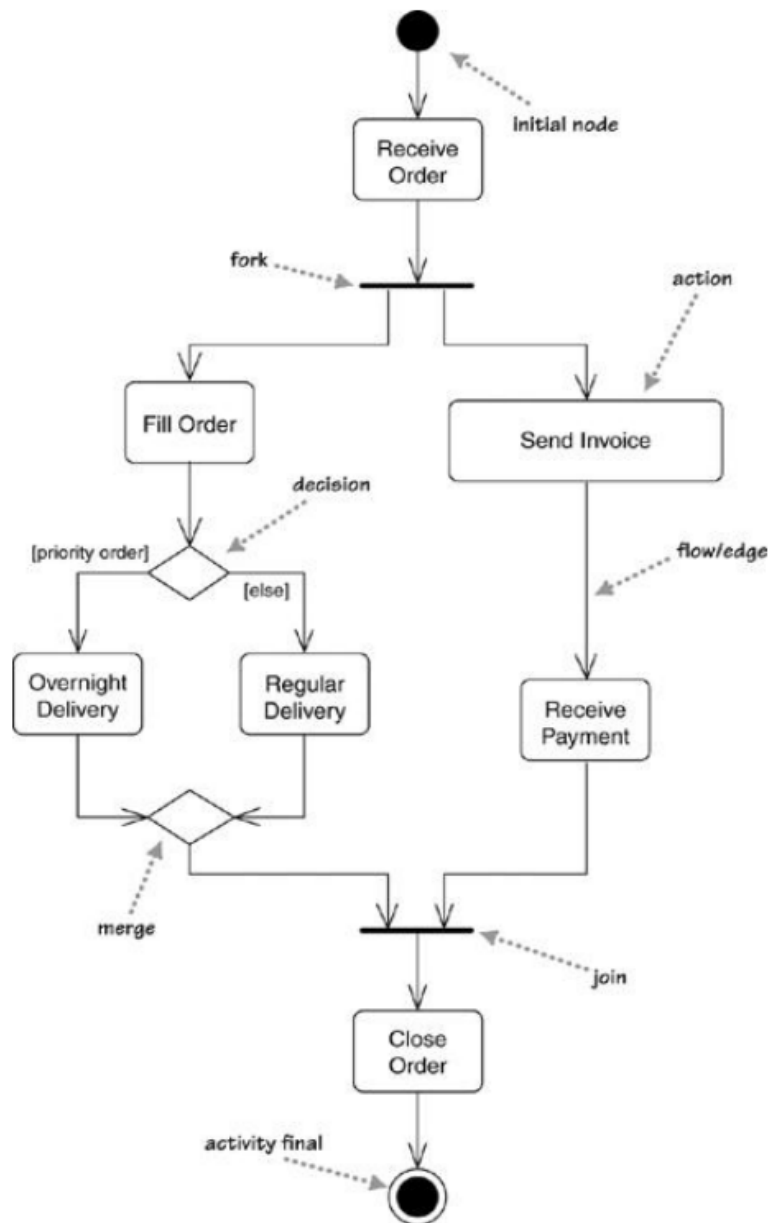 initial node
Receive
Order
fork
action
Fill Order
Send Invoice
decision
[priority order]
[else]
flow/edge
Overnight
Delivery
Regular
Delivery
Receive
Payment
merge
join
Close
Order
activity final